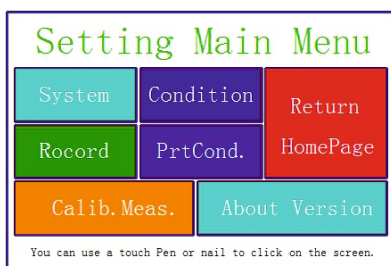 Setting Main Menu
System
Condition
Return
HomePage
Rocord
PrtCond.
Calib.Meas.
About Version
You can use a touch Pen or nail to click on the screen.